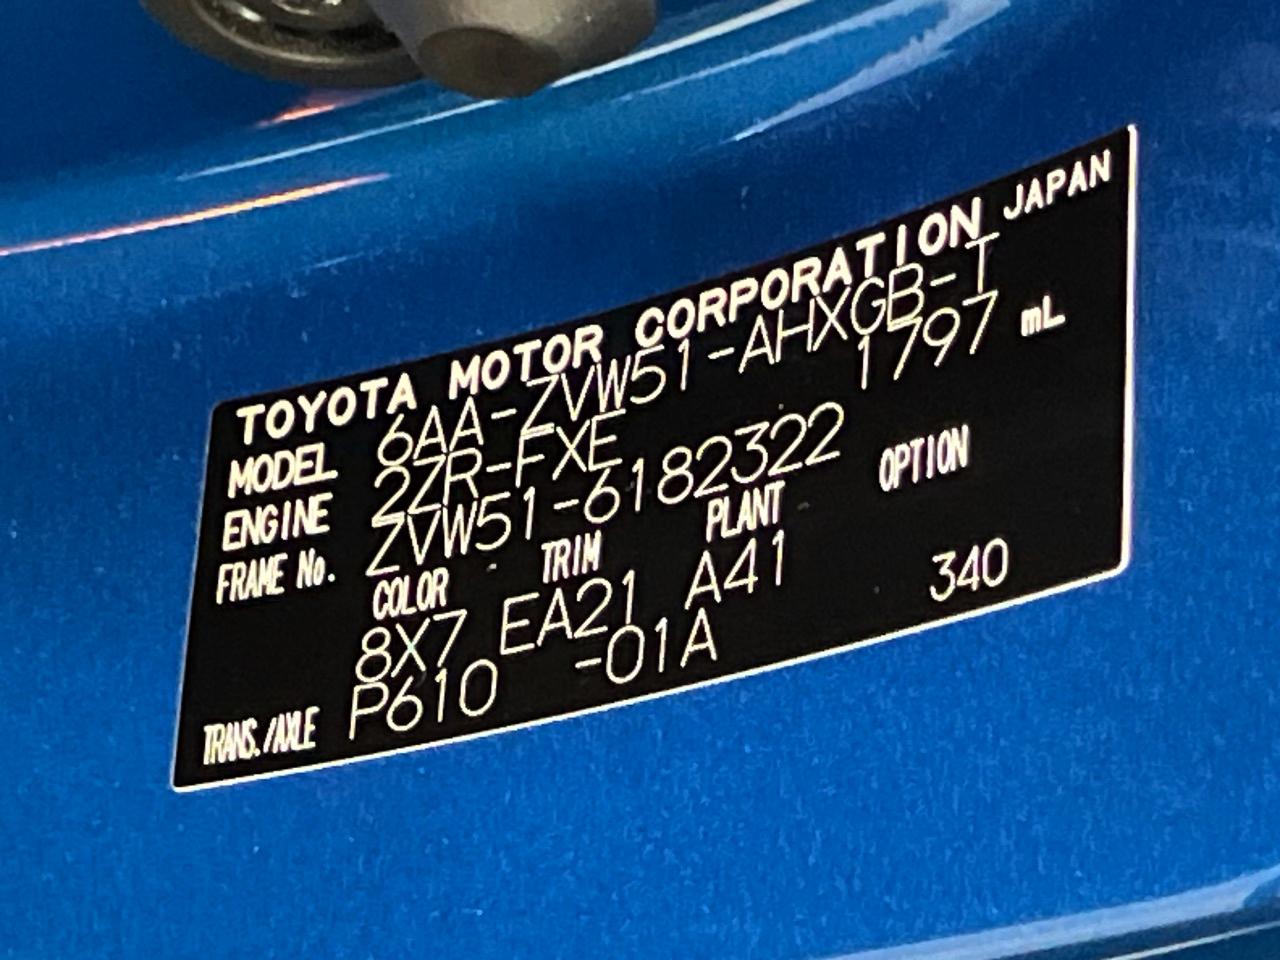 TOYOTA MOTOR CORPORATION JAPAN
MODEL 6AA-ZVW51-AHXGB-T
ENGINE 2ZR-FXE 1797 mL
FRAME No. ZVW51-6182322
COLOR TRIM PLANT OPTION
8X7 EA21 A41 340
TRANS./AXLE P610 -01A